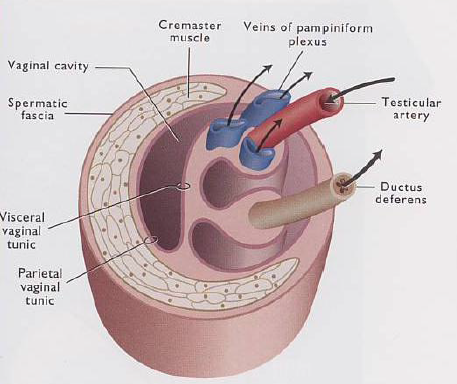 Cremaster
muscle
Veins of pampiniform
plexus
Vaginal cavity
Spermatic
fascia
Testicular
artery
Ductus
deferens
Visceral
vaginal
tunic
Parietal
vaginal
tunic